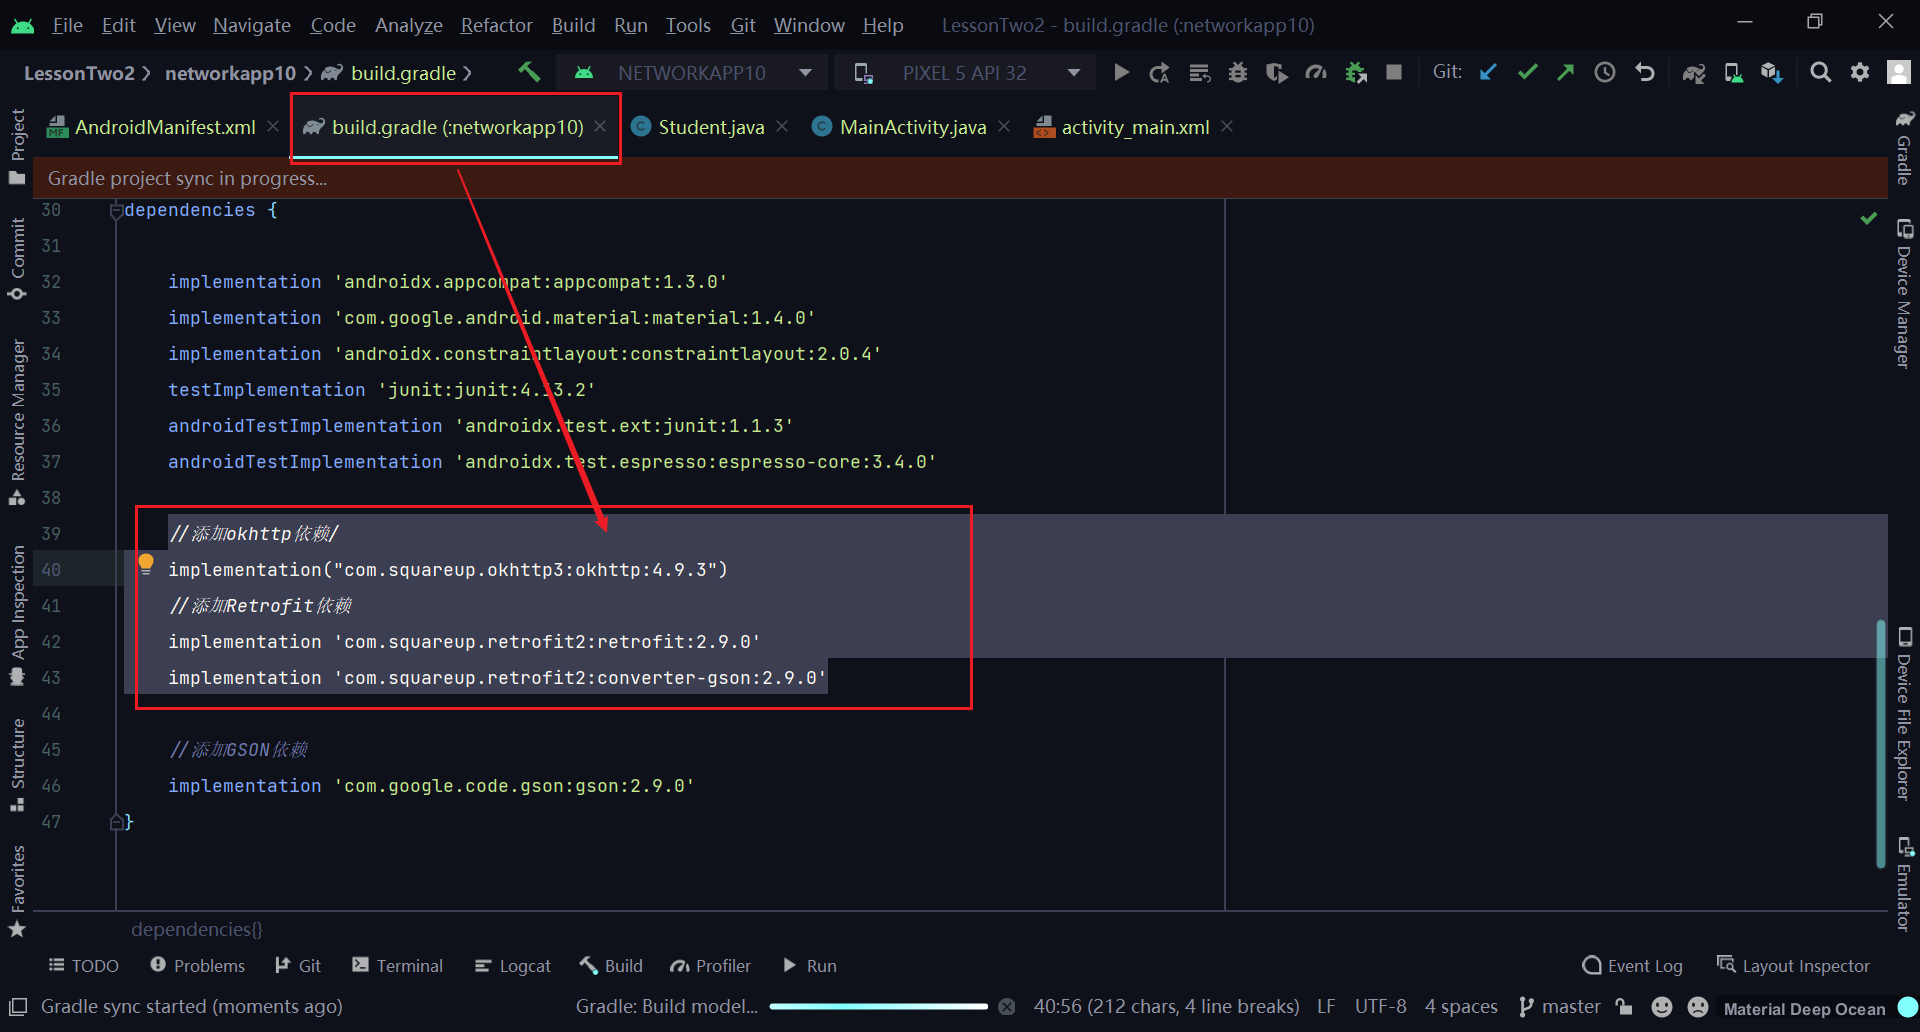 File Edit View Navigate Code Analyze Refactor Build Run Tools Git Window Help LessonTwo2 - build.gradle (:networkapp10)
LessonTwo2 networkapp10 build.gradle NETWORKAPP10 PIXEL 5 API 32 Git:
AndroidManifest.xml build.gradle (:networkapp10) Student.java MainActivity.java activity_main.xml
Gradle project sync in progress...
30 dependencies {
31
32 implementation 'androidx.appcompat:appcompat:1.3.0'
33 implementation 'com.google.android.material:material:1.4.0'
34 implementation 'androidx.constraintlayout:constraintlayout:2.0.4'
35 testImplementation 'junit:junit:4.13.2'
36 androidTestImplementation 'androidx.test.ext:junit:1.1.3'
37 androidTestImplementation 'androidx.test.espresso:espresso-core:3.4.0'
38
39 //添加okhttp依赖/
40 implementation("com.squareup.okhttp3:okhttp:4.9.3")
41 //添加Retrofit依赖
42 implementation 'com.squareup.retrofit2:retrofit:2.9.0'
43 implementation 'com.squareup.retrofit2:converter-gson:2.9.0'
44
45 //添加GSON依赖
46 implementation 'com.google.code.gson:gson:2.9.0'
47 }
dependencies{}
Project
Commit
Resource Manager
App Inspection
Structure
Favorites
Gradle
Device Manager
Device File Explorer
Emulator
TODO Problems Git Terminal Logcat Build Profiler Run Event Log Layout Inspector
Gradle sync started (moments ago) Gradle: Build model... 40:56 (212 chars, 4 line breaks) LF UTF-8 4 spaces master Material Deep Ocean